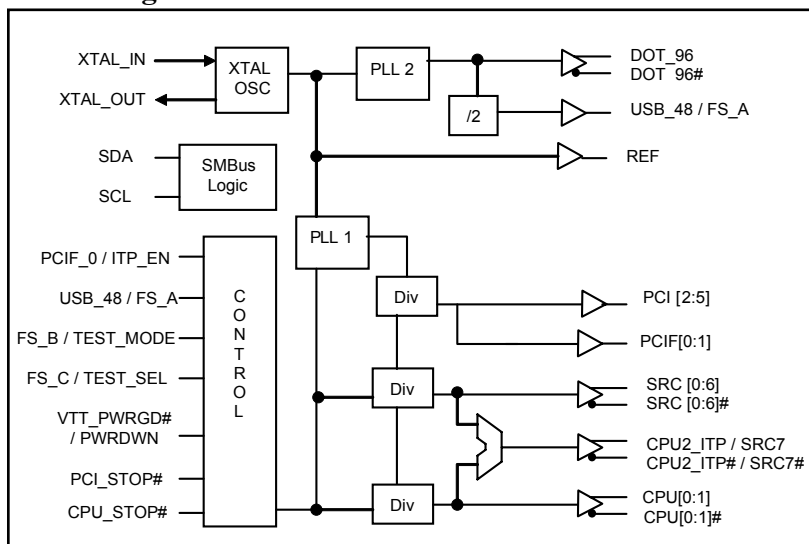 XTAL_IN
XTAL_OUT
XTAL
OSC
PLL 2
/2
DOT_96
DOT_96#
USB_48 / FS_A
REF
SDA
SCL
SMBus
Logic
PLL 1
PCIF_0 / ITP_EN
USB_48 / FS_A
FS_B / TEST_MODE
FS_C / TEST_SEL
VTT_PWRGD#
/ PWRDWN
PCI_STOP#
CPU_STOP#
CONTROL
Div
Div
Div
PCI [2:5]
PCIF[0:1]
SRC [0:6]
SRC [0:6]#
CPU2_ITP / SRC7
CPU2_ITP# / SRC7#
CPU[0:1]
CPU[0:1]#